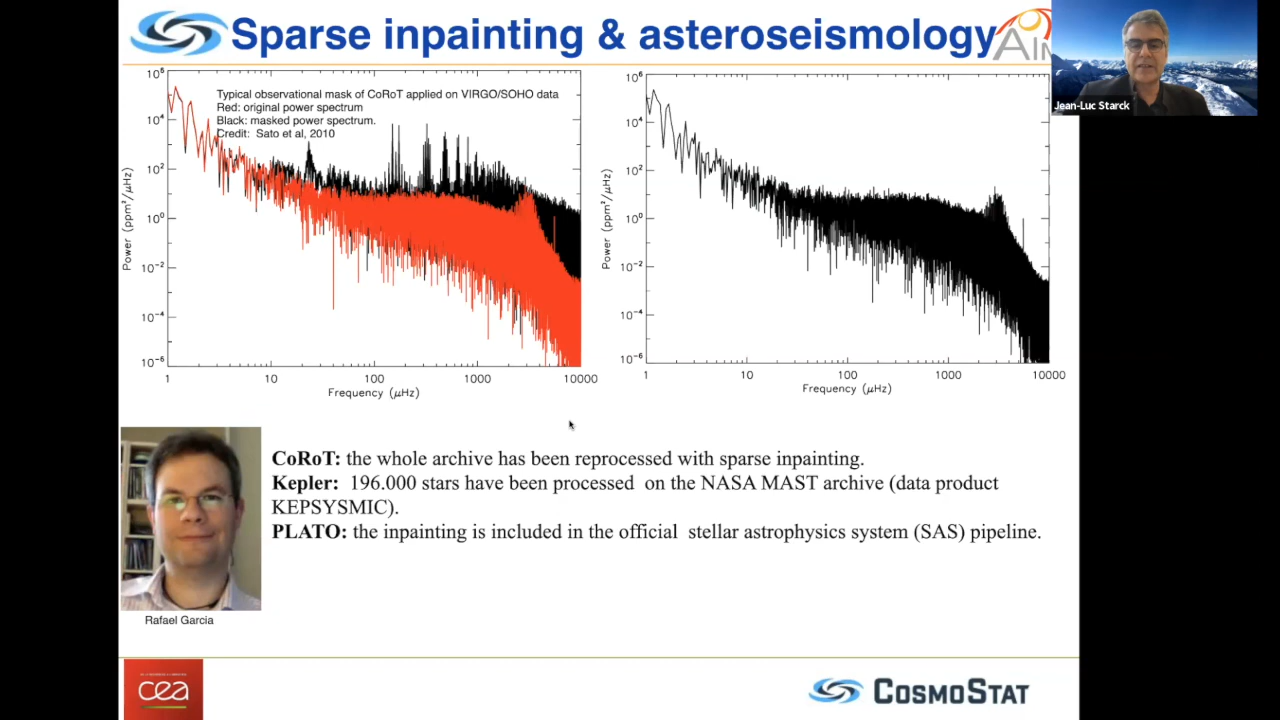 Sparse inpainting & asteroseismology
AIM
Jean-Luc Starck
Typical observational mask of CoRoT applied on VIRGO/SOHO data
Red: original power spectrum
Black: masked power spectrum.
Credit: Sato et al, 2010
10⁶
10⁴
10²
10⁰
10⁻²
10⁻⁴
10⁻⁶
Power (ppm²/μHz)
1 10 100 1000 10000
Frequency (μHz)
10⁶
10⁴
10²
10⁰
10⁻²
10⁻⁴
10⁻⁶
Power (ppm²/μHz)
1 10 100 1000 10000
Frequency (μHz)
CoRoT: the whole archive has been reprocessed with sparse inpainting.
Kepler: 196.000 stars have been processed on the NASA MAST archive (data product
KEPSYSMIC).
PLATO: the inpainting is included in the official stellar astrophysics system (SAS) pipeline.
Rafael Garcia
cea
COSMOSTAT